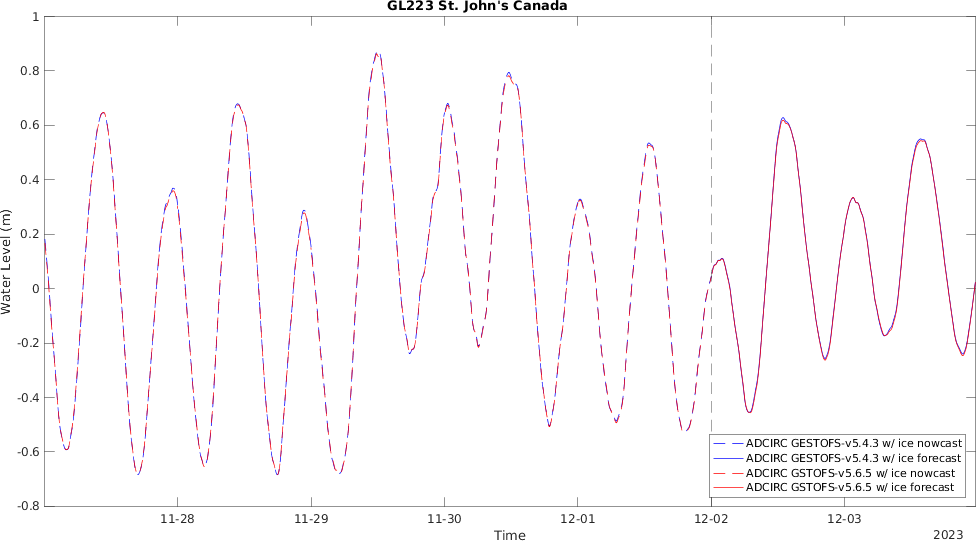 GL223 St. John's Canada
1
0.8
0.6
0.4
0.2
0
-0.2
-0.4
-0.6
-0.8
Water Level (m)
11-28 11-29 11-30 12-01 12-02 12-03
Time
2023
ADCIRC GESTOFS-v5.4.3 w/ ice nowcast
ADCIRC GESTOFS-v5.4.3 w/ ice forecast
ADCIRC GSTOFS-v5.6.5 w/ ice nowcast
ADCIRC GSTOFS-v5.6.5 w/ ice forecast